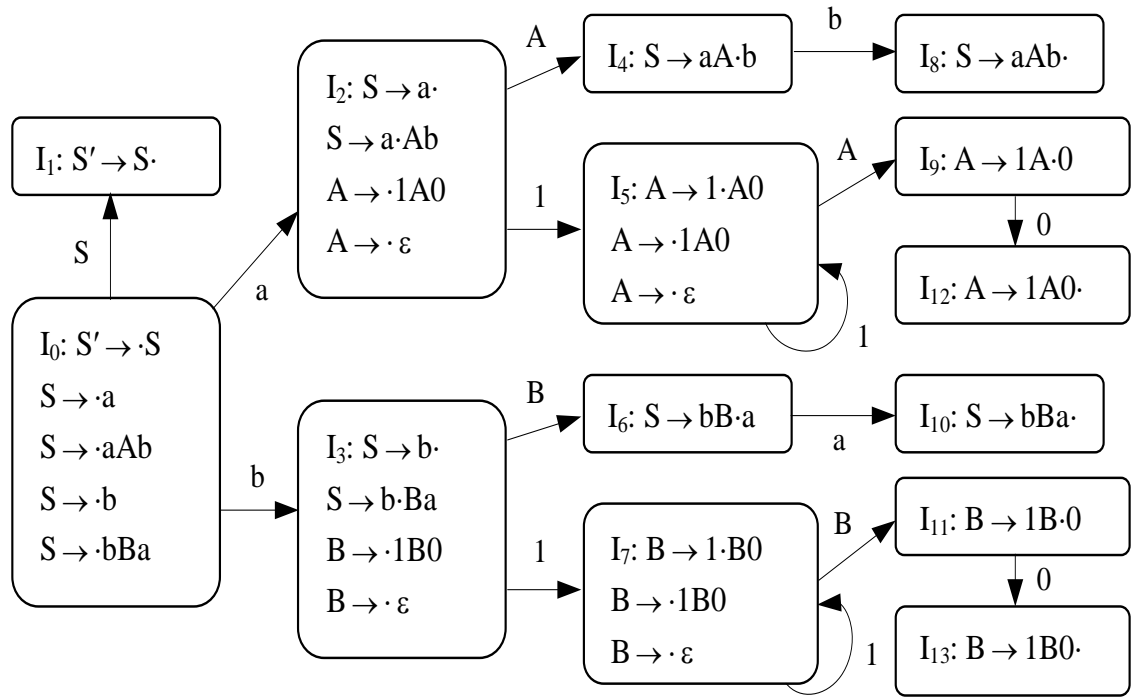 A
b
I₄: S → aA·b
I₈: S → aAb·
I₂: S → a·
S → a·Ab
A → ·1A0
A → · ε
I₁: S′ → S·
S
a
1
I₅: A → 1·A0
A → ·1A0
A → · ε
1
A
I₉: A → 1A·0
0
I₁₂: A → 1A0·
I₀: S′ → ·S
S → ·a
S → ·aAb
S → ·b
S → ·bBa
b
B
I₆: S → bB·a
a
I₁₀: S → bBa·
I₃: S → b·
S → b·Ba
B → ·1B0
B → · ε
1
I₇: B → 1·B0
B → ·1B0
B → · ε
1
B
I₁₁: B → 1B·0
0
I₁₃: B → 1B0·